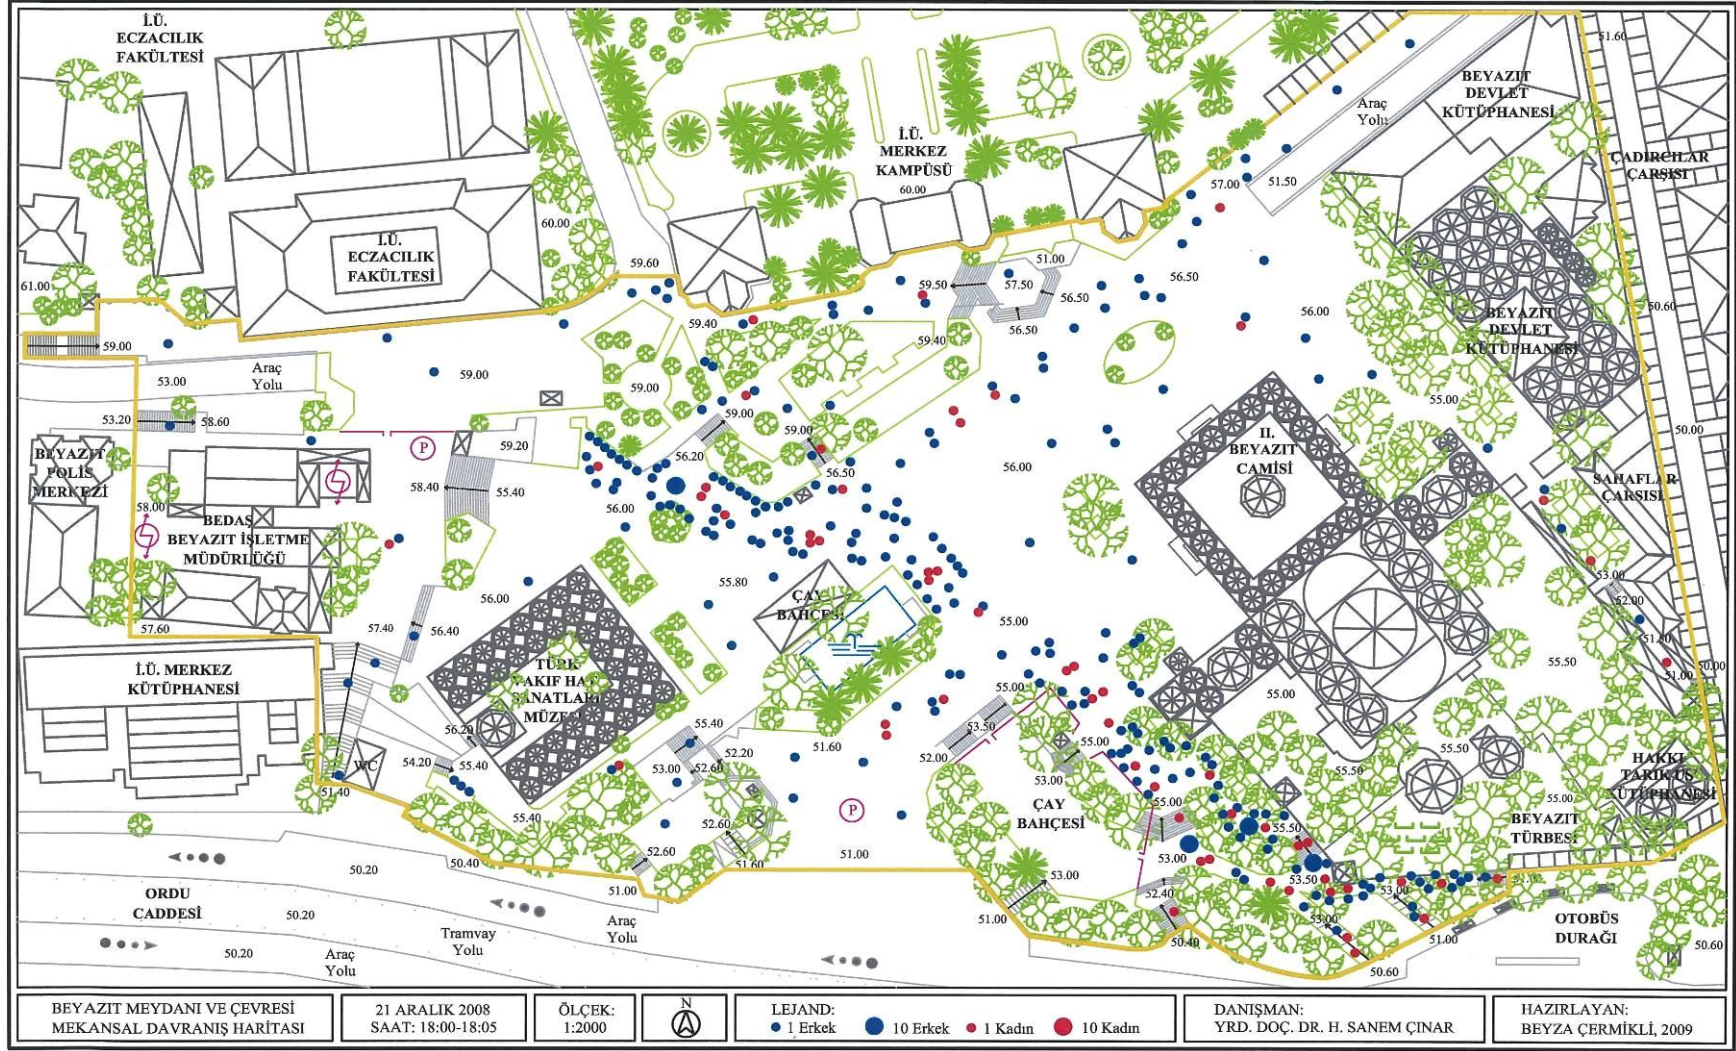 İ.Ü.
ECZACILIK
FAKÜLTESİ
İ.Ü.
ECZACILIK
FAKÜLTESİ
İ.Ü.
MERKEZ
KAMPÜSÜ
60.00
60.00
59.60
61.00
51.60
BEYAZIT
DEVLET
KÜTÜPHANESİ
Araç
Yolu
ÇADIRCILAR
ÇARŞISI
57.00
51.50
51.00
59.50
57.50
56.50
56.50
56.50
56.00
50.60
BEYAZIT
DEVLET
KÜTÜPHANESİ
59.40
59.40
59.00
53.00
Araç
Yolu
59.00
59.00
53.20
58.60
59.20
59.00
59.00
55.00
50.00
BEYAZIT
POLİS
MERKEZİ
P
58.40
55.40
56.20
56.50
56.00
56.00
II.
BEYAZIT
CAMİSİ
SAHAFLAR
ÇARŞISI
58.00
BEDAŞ
BEYAZIT İŞLETME
MÜDÜRLÜĞÜ
56.00
55.80
ÇAY
BAHÇESİ
55.00
53.00
52.00
51.80
57.60
57.40
56.40
İ.Ü. MERKEZ
KÜTÜPHANESİ
TÜRK
VAKIF HAT
SANATLARI
MÜZESİ
55.50
50.00
51.00
55.00
55.00
56.20
55.40
53.50
51.60
52.20
52.00
55.00
53.00
55.50
55.50
WC
54.20
55.40
53.00
52.60
51.40
55.40
52.60
P
ÇAY
BAHÇESİ
55.00
55.50
55.00
HAKKI
TARIK US
KÜTÜPHANESİ
BEYAZIT
TÜRBESİ
50.40
52.60
51.60
51.00
53.00
53.50
53.00
53.00
52.40
50.20
51.00
51.00
53.00
51.00
50.40
50.60
50.60
ORDU
CADDESİ
50.20
50.20
Tramvay
Yolu
Araç
Yolu
Araç
Yolu
OTOBÜS
DURAĞI
BEYAZIT MEYDANI VE ÇEVRESİ
MEKANSAL DAVRANIŞ HARİTASI
21 ARALIK 2008
SAAT: 18:00-18:05
ÖLÇEK:
1:2000
N
LEJAND:
1 Erkek 10 Erkek 1 Kadın 10 Kadın
DANIŞMAN:
YRD. DOÇ. DR. H. SANEM ÇINAR
HAZIRLAYAN:
BEYZA ÇERMİKLİ, 2009